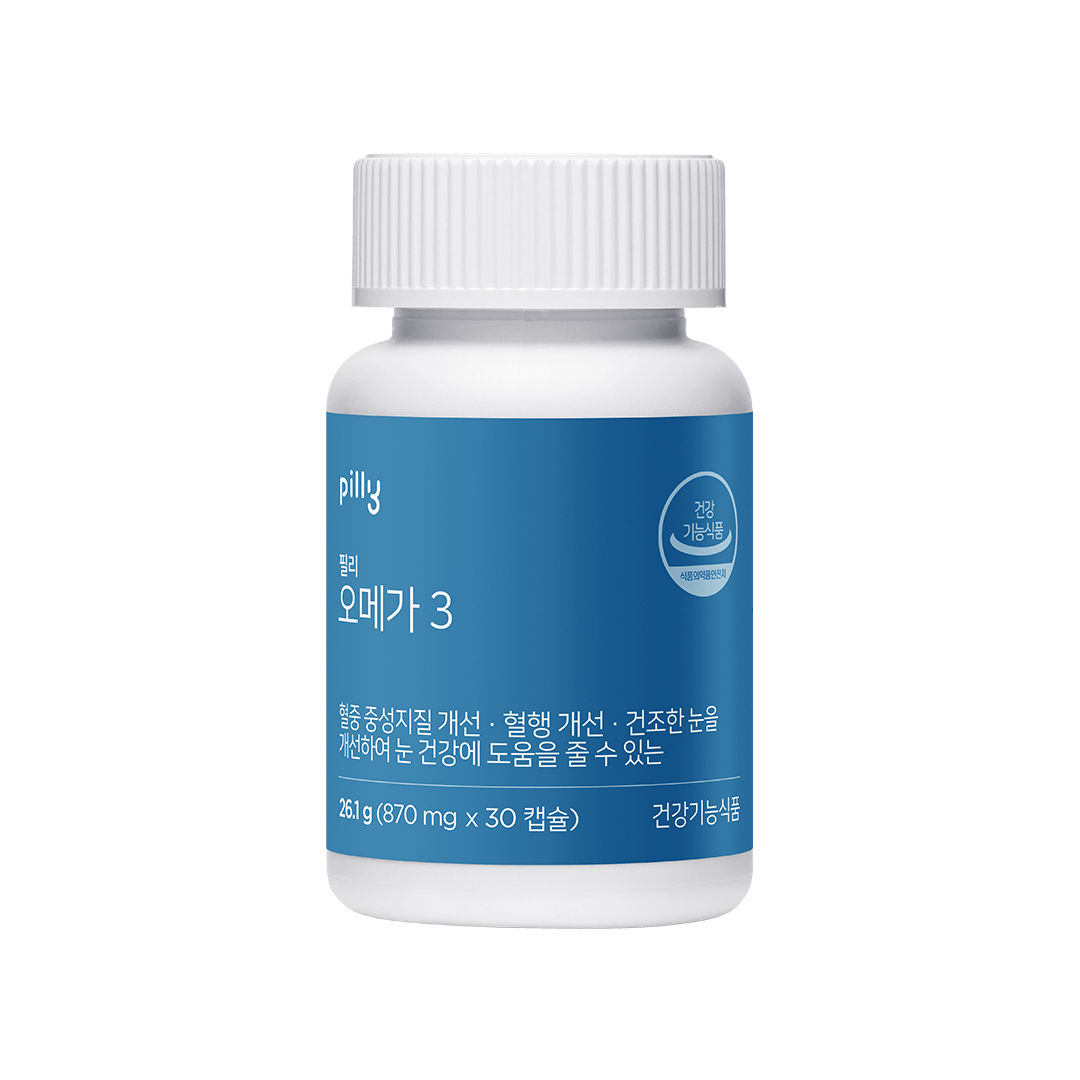 pilly
건강
기능식품
식품의약품안전처
필리
오메가 3
혈중 중성지질 개선 · 혈행 개선 · 건조한 눈을
개선하여 눈 건강에 도움을 줄 수 있는
26.1 g (870 mg x 30 캡슐)
건강기능식품